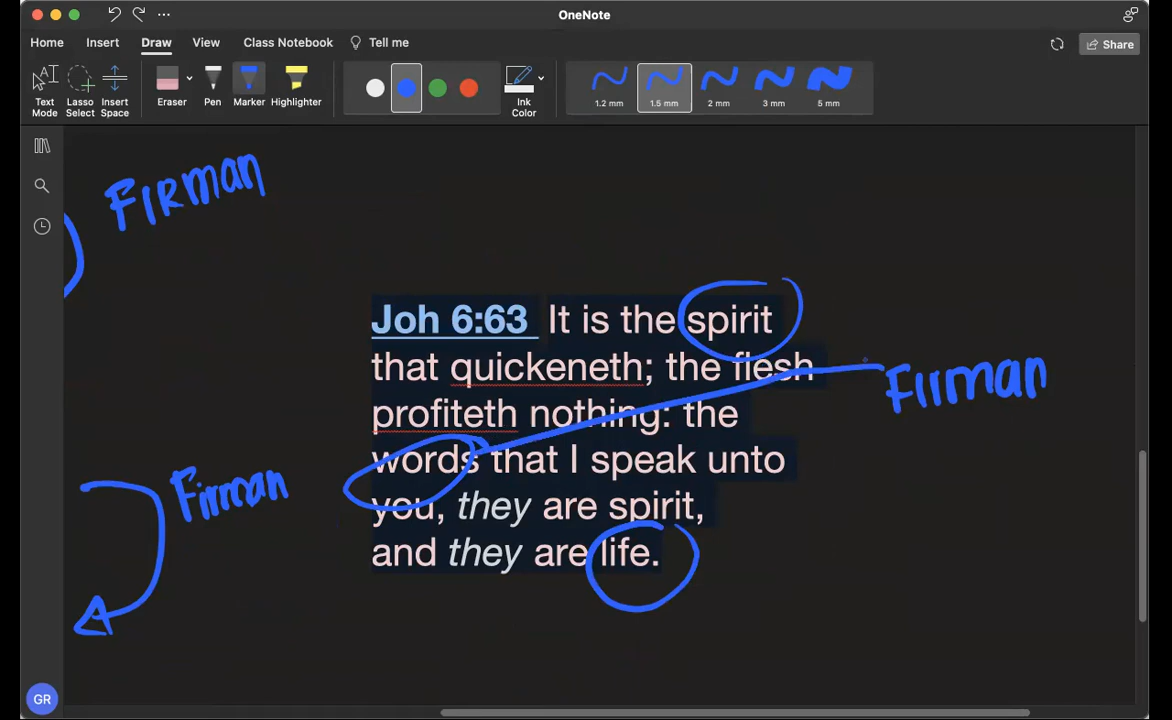 OneNote
Home Insert Draw View Class Notebook Tell me
Share
Text Mode
Lasso Select
Insert Space
Eraser
Pen
Marker
Highlighter
Ink Color
1.2 mm
1.5 mm
2 mm
3 mm
5 mm
FIRman
Joh 6:63 It is the spirit
that quickeneth; the flesh
profiteth nothing: the
words that I speak unto
you, they are spirit,
and they are life.
Firman
Firman
GR